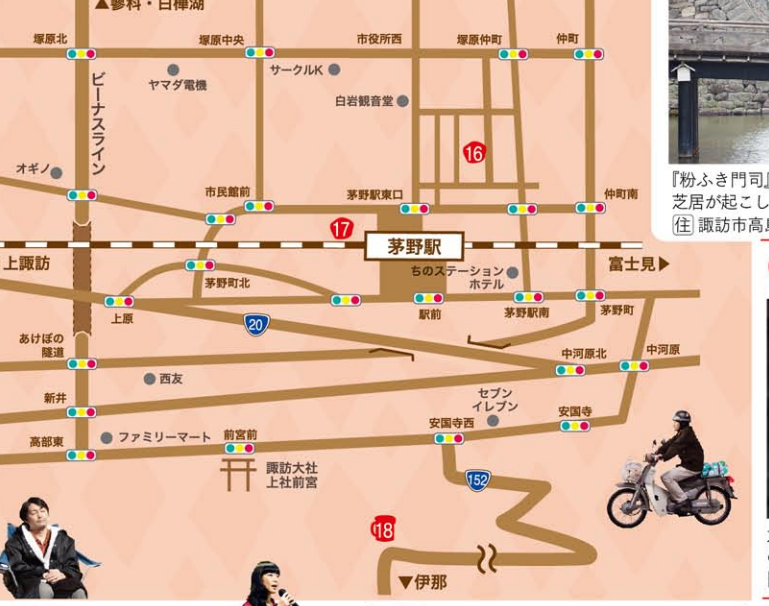 ▲蓼科・白樺湖
塚原北
塚原中央
市役所西
塚原仲町
仲町
ヤマダ電機
サークルK
白岩観音堂
ビーナスライン
オギノ
16
市民館前
茅野駅東口
仲町南
17
茅野駅
上諏訪
富士見▶
ちのステーション
ホテル
茅野町北
上原
駅前
茅野駅南
茅野町
20
あけぼの
隧道
中河原北
中河原
西友
新井
セブン
イレブン
安国寺西
安国寺
高部東
ファミリーマート
前宮前
諏訪大社
上社前宮
152
18
▼伊那
『粉ふき門司』
芝居が起こし
住 諏訪市高島